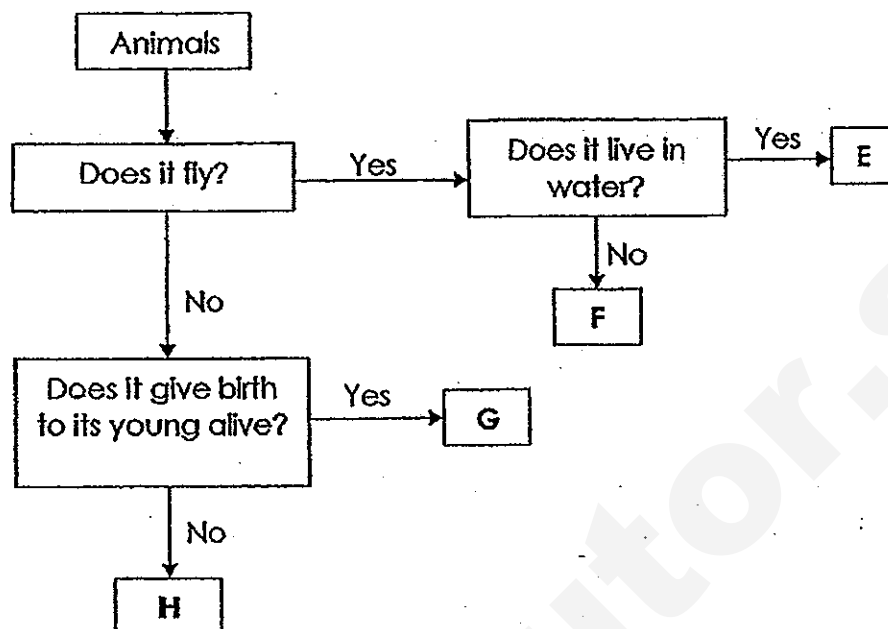 Animals
Does it fly?
Yes
Does it live in
water?
Yes
E
No
F
No
Does it give birth
to its young alive?
Yes
G
No
H
utor.s